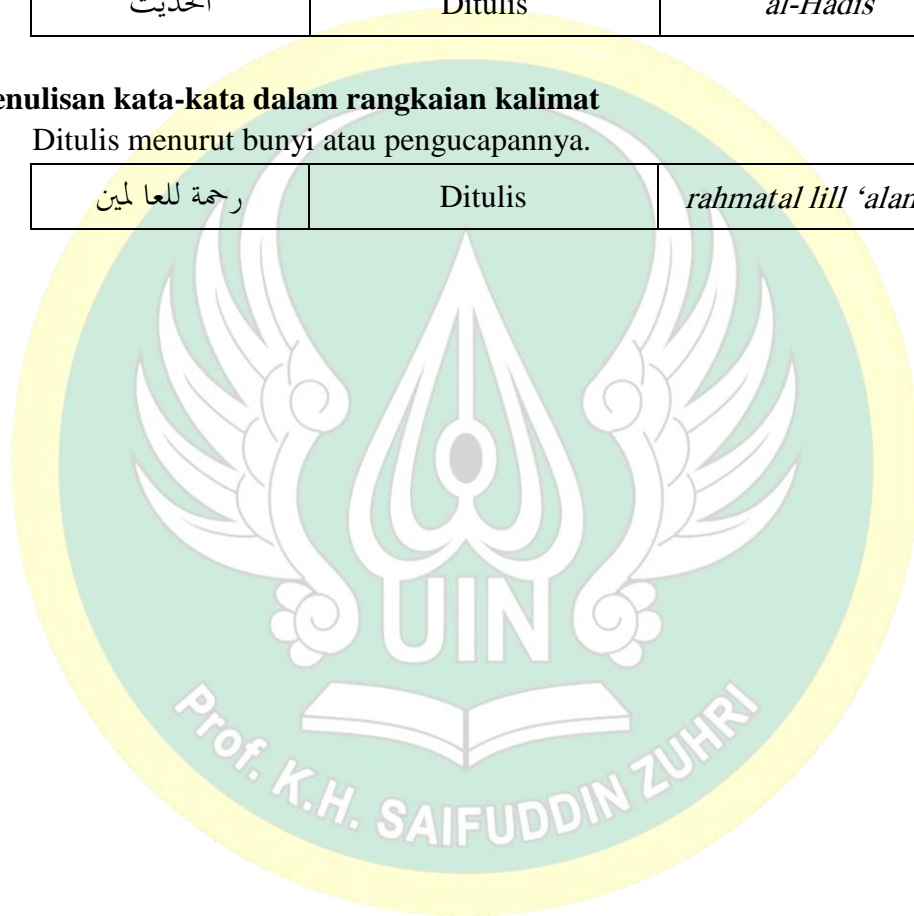 الحديث Ditulis al-Hadis
enulisan kata-kata dalam rangkaian kalimat
Ditulis menurut bunyi atau pengucapannya.
رحمة للعا لمين Ditulis rahmatal lill ‘alan
UIN
Prof. K.H. SAIFUDDIN ZUHRI